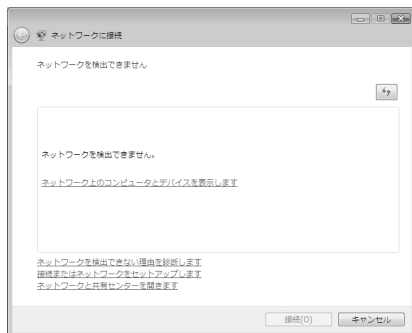 ネットワークに接続
ネットワークを検出できません
ネットワークを検出できません。
ネットワーク上のコンピュータとデバイスを表示します
ネットワークを検出できない理由を診断します
接続またはネットワークをセットアップします
ネットワークと共有センターを開きます
接続(O)
キャンセル